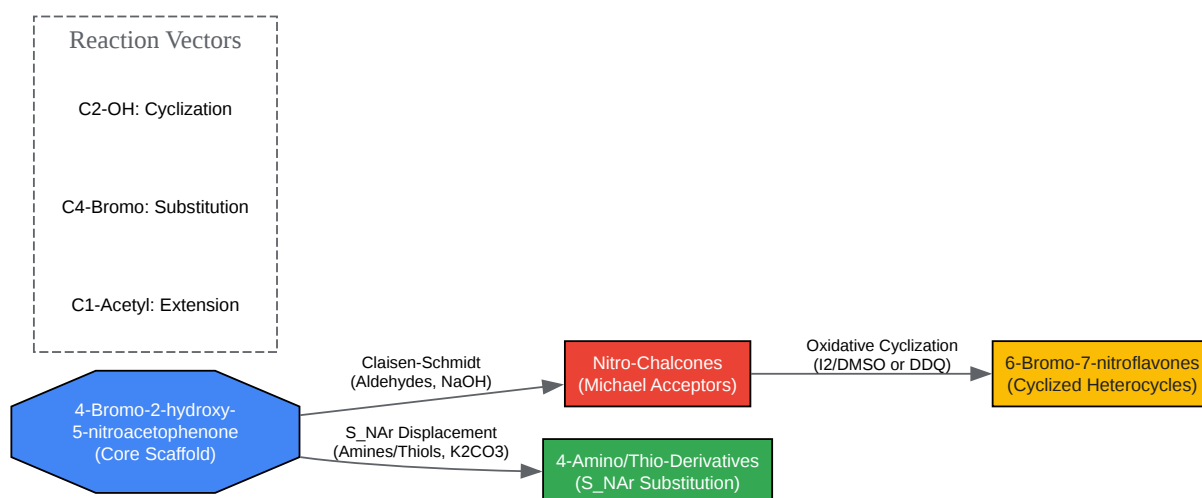 Reaction Vectors
C2-OH: Cyclization
C4-Bromo: Substitution
C1-Acetyl: Extension
4-Bromo-2-hydroxy-
5-nitroacetophenone
(Core Scaffold)
Claisen-Schmidt
(Aldehydes, NaOH)
S_NAr Displacement
(Amines/Thiols, K2CO3)
Nitro-Chalcones
(Michael Acceptors)
4-Amino/Thio-Derivatives
(S_NAr Substitution)
Oxidative Cyclization
(I2/DMSO or DDQ)
6-Bromo-7-nitroflavones
(Cyclized Heterocycles)